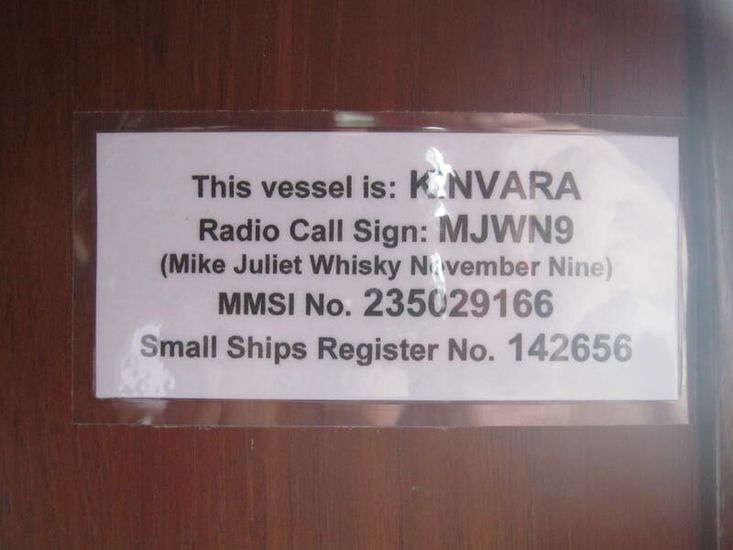 This vessel is: KINVARA
Radio Call Sign: MJWN9
(Mike Juliet Whisky November Nine)
MMSI No. 235029166
Small Ships Register No. 142656